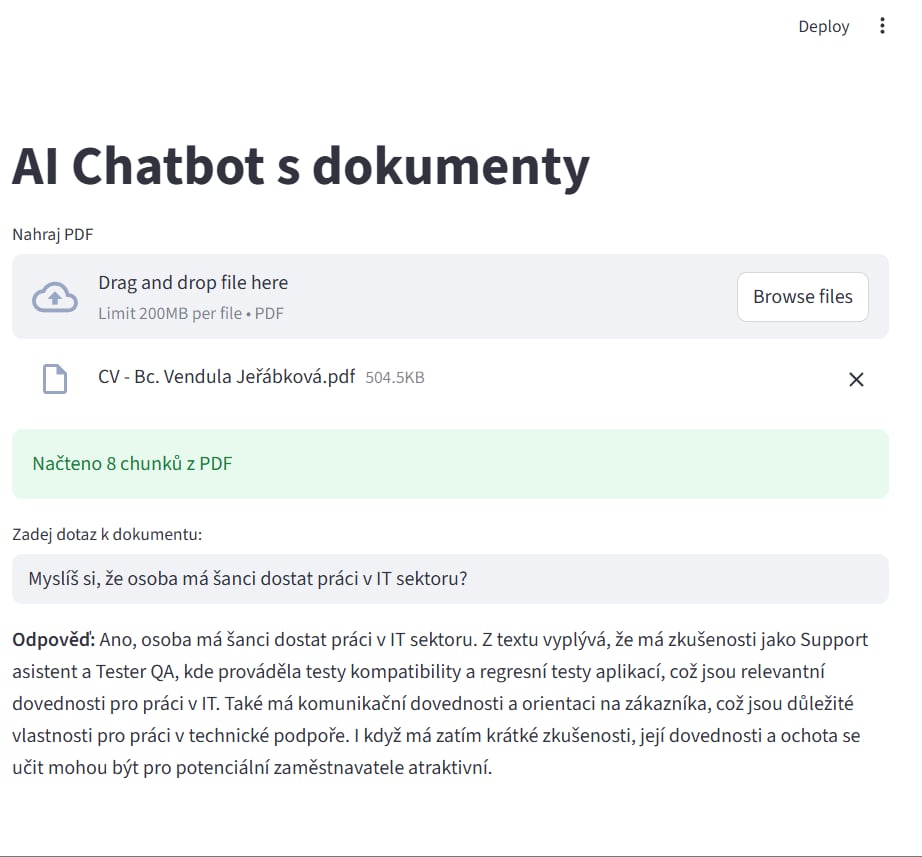 Deploy
AI Chatbot s dokumenty
Nahraj PDF
Drag and drop file here
Limit 200MB per file • PDF
Browse files
CV - Bc. Vendula Jeřábková.pdf 504.5KB
Načteno 8 chunků z PDF
Zadej dotaz k dokumentu:
Myslíš si, že osoba má šanci dostat práci v IT sektoru?
Odpověď: Ano, osoba má šanci dostat práci v IT sektoru. Z textu vyplývá, že má zkušenosti jako Support
asistent a Tester QA, kde prováděla testy kompatibility a regresní testy aplikací, což jsou relevantní
dovednosti pro práci v IT. Také má komunikační dovednosti a orientaci na zákazníka, což jsou důležité
vlastnosti pro práci v technické podpoře. I když má zatím krátké zkušenosti, její dovednosti a ochota se
učit mohou být pro potenciální zaměstnavatele atraktivní.